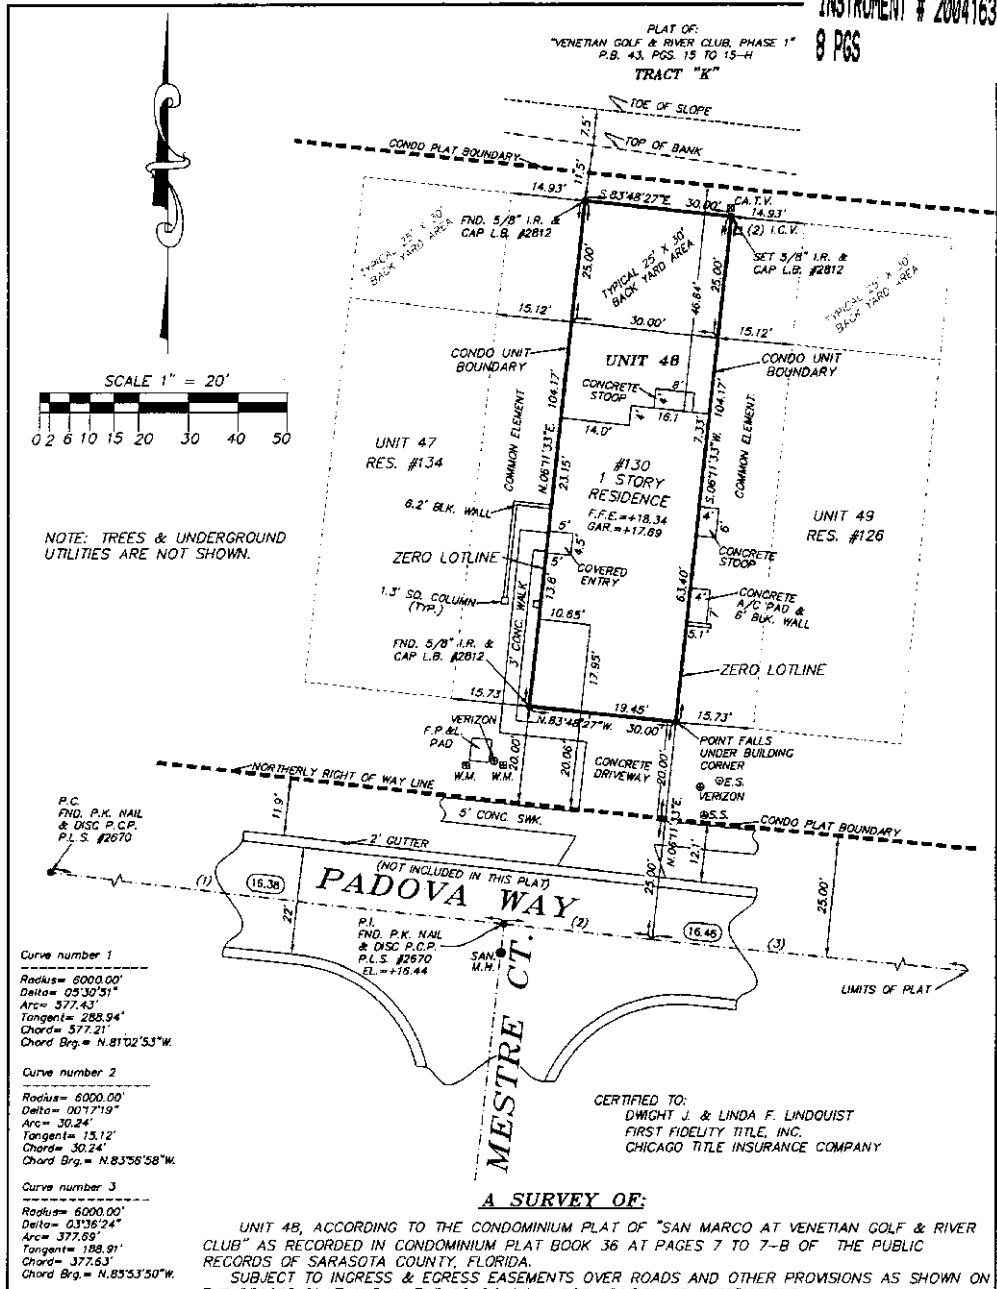 INSTRUMENT # 2004163
8 PGS
PLAT OF:
"VENETIAN GOLF & RIVER CLUB, PHASE 1"
P.B. 43, PGS. 15 TO 15-H
TRACT "K"
TOE OF SLOPE
7.5'
TOP OF BANK
CONDO PLAT BOUNDARY
11.5'
14.93'
S.83'48'27"E.
30.00'
CA.T.V.
14.93'
(2) I.C.V.
FND. 5/8" I.R. &
CAP L.B. #2812
SET 5/8" I.R. &
CAP L.B. #2812
TYPICAL 25' X 30'
BACK YARD AREA
TYPICAL 25' X 30'
BACK YARD AREA
TYPICAL 25' X 30'
BACK YARD AREA
25.00'
46.84'
25.00'
15.12'
30.00'
15.12'
CONDO UNIT
BOUNDARY
UNIT 48
CONDO UNIT
BOUNDARY
SCALE 1" = 20'
0 2 6 10 15 20 30 40 50
CONCRETE
STOOP
8'
4'
16.1
4'
14.0'
7.33'
104.17'
104.17'
COMMON ELEMENT
COMMON ELEMENT
N.06'11'33"E.
S.06'11'33"W.
23.15'
UNIT 47
RES. #134
#130
1 STORY
RESIDENCE
F.F.E.=+18.34
GAR.=+17.69
UNIT 49
RES. #126
6.2' BLK. WALL
4'
6'
CONCRETE
STOOP
NOTE: TREES & UNDERGROUND
UTILITIES ARE NOT SHOWN.
5'
4.5'
5'
ZERO LOTLINE
COVERED
ENTRY
13.8'
63.40'
1.3' SQ. COLUMN
(TYP.)
4'
CONCRETE
A/C PAD &
6' BLK. WALL
5.1'
10.65'
17.95'
3' CONC. WALK
FND. 5/8" I.R. &
CAP L.B. #2812
ZERO LOTLINE
15.73'
19.45'
N.83'48'27"W.
30.00'
15.73'
POINT FALLS
UNDER BUILDING
CORNER
VERIZON
F.P.&L.
PAD
W.M.
W.M.
20.00'
20.06'
CONCRETE
DRIVEWAY
20.00'
E.S.
VERIZON
S.S.
NORTHERLY RIGHT OF WAY LINE
CONDO PLAT BOUNDARY
P.C.
FND. P.K. NAIL
& DISC P.C.P.
P.L.S. #2670
11.9'
5' CONC. SWK.
2' GUTTER
N.06'11'33"E.
12.1'
(NOT INCLUDED IN THIS PLAT)
PADOVA WAY
(1)
16.38
22'
25.00'
25.00'
(2)
16.46
(3)
P.I.
FND. P.K. NAIL
& DISC P.C.P.
P.L.S. #2670
EL.=+16.44
SAN.
M.H.
LIMITS OF PLAT
MESTRE CT.
Curve number 1
Radius= 6000.00'
Delta= 05'30'51"
Arc= 577.43'
Tangent= 288.94'
Chord= 577.21'
Chord Brg.= N.81'02'53"W.
Curve number 2
Radius= 6000.00'
Delta= 00'17'19"
Arc= 30.24'
Tangent= 15.12'
Chord= 30.24'
Chord Brg.= N.83'56'58"W.
Curve number 3
Radius= 6000.00'
Delta= 03'36'24"
Arc= 377.69'
Tangent= 188.91'
Chord= 377.63'
Chord Brg.= N.85'53'50"W.
CERTIFIED TO:
DWIGHT J. & LINDA F. LINDQUIST
FIRST FIDELITY TITLE, INC.
CHICAGO TITLE INSURANCE COMPANY
A SURVEY OF:
UNIT 48, ACCORDING TO THE CONDOMINIUM PLAT OF "SAN MARCO AT VENETIAN GOLF & RIVER
CLUB" AS RECORDED IN CONDOMINIUM PLAT BOOK 36 AT PAGES 7 TO 7-B OF THE PUBLIC
RECORDS OF SARASOTA COUNTY, FLORIDA.
SUBJECT TO INGRESS & EGRESS EASEMENTS OVER ROADS AND OTHER PROVISIONS AS SHOWN ON